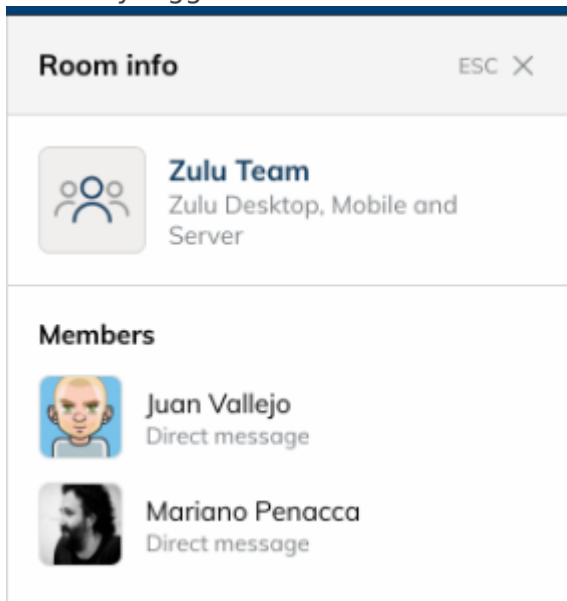 Room info
ESC
Zulu Team
Zulu Desktop, Mobile and
Server
Members
Juan Vallejo
Direct message
Mariano Penacca
Direct message